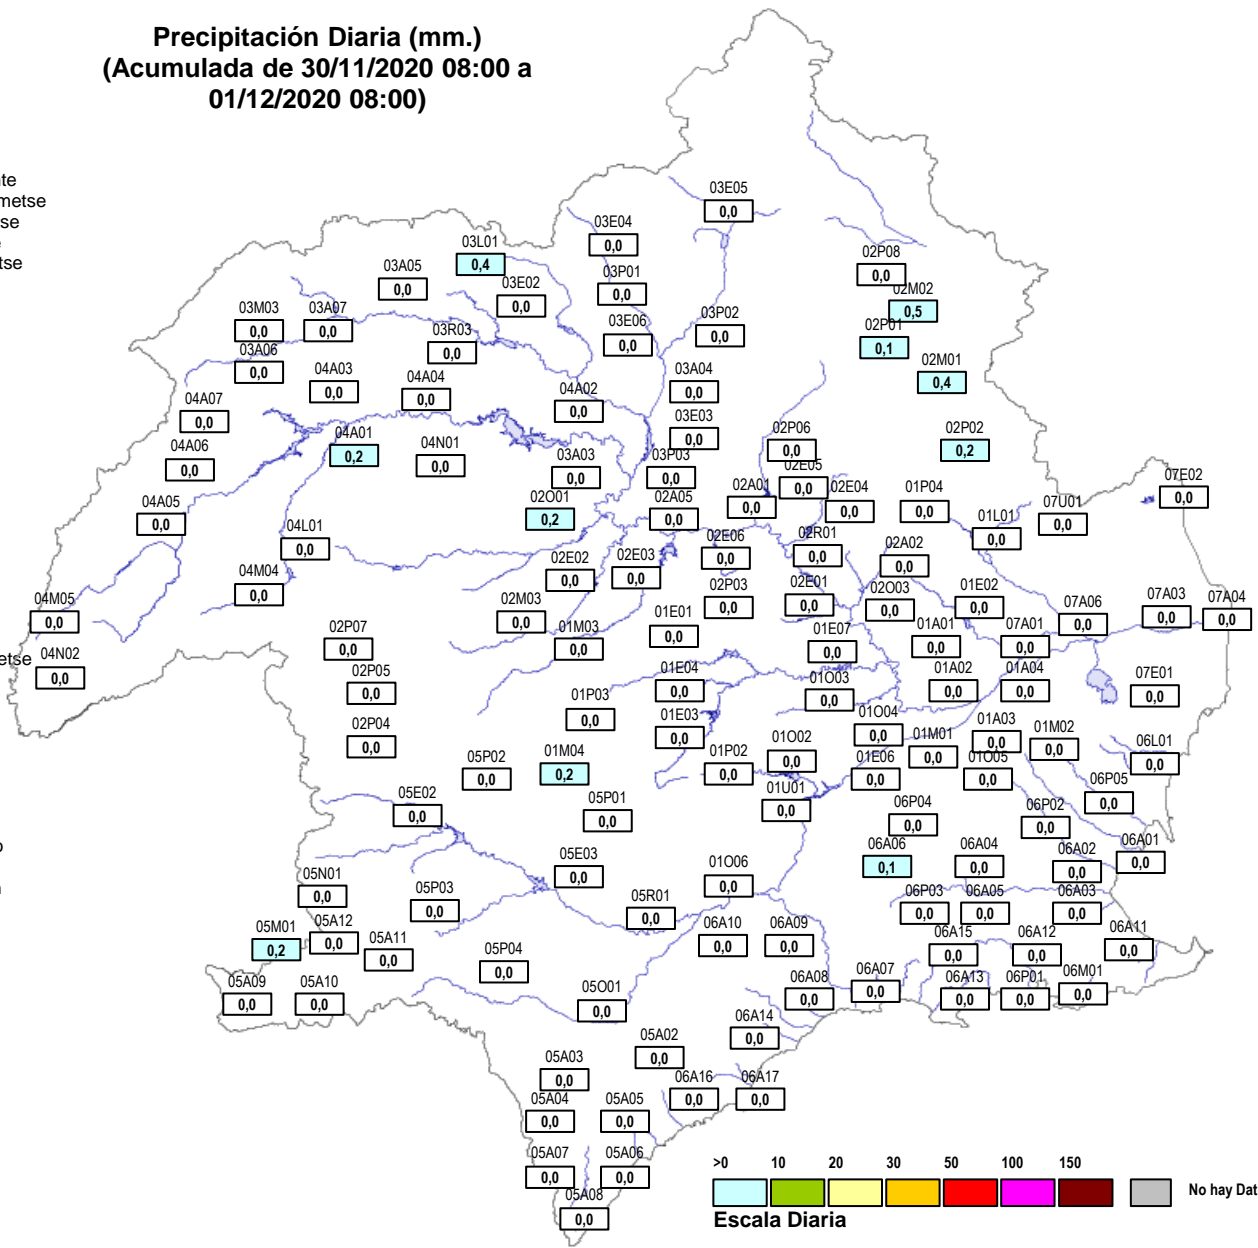 Precipitación Diaria (mm.)
(Acumulada de 30/11/2020 08:00 a
01/12/2020 08:00)
te
metse
se
tse
etse
03E05
0,0
03E04
0,0
03L01
0,4
03A05
0,0
03E02
0,0
03P01
0,0
02P08
0,0
02M02
0,5
03M03
0,0
03A07
0,0
03R03
0,0
03E06
0,0
03P02
0,0
02P01
0,1
03A06
0,0
04A03
0,0
04A04
0,0
04A02
0,0
03A04
0,0
02M01
0,4
04A07
0,0
03E03
0,0
04A06
0,0
04A01
0,2
04N01
0,0
03A03
0,0
03P03
0,0
02P06
0,0
02P02
0,2
02E05
0,0
04A05
0,0
02O01
0,2
02A05
0,0
02A01
0,0
02E04
0,0
01P04
0,0
07U01
0,0
07E02
0,0
04L01
0,0
01L01
0,0
02E06
0,0
02R01
0,0
02A02
0,0
04M04
0,0
02E02
0,0
02E03
0,0
04M05
0,0
02M03
0,0
02P03
0,0
02E01
0,0
02O03
0,0
01E02
0,0
07A06
0,0
07A03
0,0
07A04
0,0
02P07
0,0
01M03
0,0
01E01
0,0
01E07
0,0
01A01
0,0
07A01
0,0
04N02
0,0
02P05
0,0
01E04
0,0
01O03
0,0
01A02
0,0
01A04
0,0
07E01
0,0
02P04
0,0
01P03
0,0
01E03
0,0
01O04
0,0
01A03
0,0
01M02
0,0
05P02
0,0
01M04
0,2
01P02
0,0
01O02
0,0
01M01
0,0
01E06
0,0
01O05
0,0
06L01
0,0
05E02
0,0
05P01
0,0
01U01
0,0
06P04
0,0
06P02
0,0
06P05
0,0
05E03
0,0
01O06
0,0
06A06
0,1
06A04
0,0
06A02
0,0
06A01
0,0
05N01
0,0
05P03
0,0
05R01
0,0
06P03
0,0
06A05
0,0
06A03
0,0
05M01
0,2
05A12
0,0
05A11
0,0
05P04
0,0
06A10
0,0
06A09
0,0
06A15
0,0
06A12
0,0
06A11
0,0
05A09
0,0
05A10
0,0
05O01
0,0
06A08
0,0
06A07
0,0
06A13
0,0
06P01
0,0
06M01
0,0
05A02
0,0
06A14
0,0
05A03
0,0
06A16
0,0
06A17
0,0
05A04
0,0
05A05
0,0
05A07
0,0
05A06
0,0
05A08
0,0
>0 10 20 30 50 100 150
No hay Dat
Escala Diaria